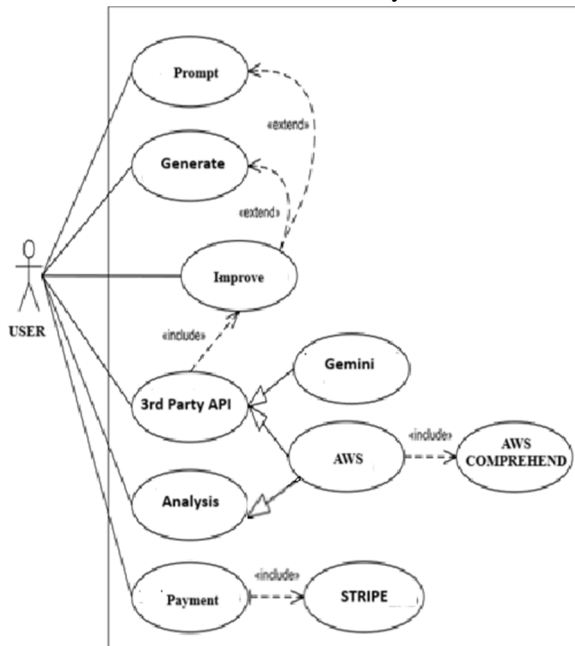 Prompt
«extend»
Generate
«extend»
Improve
USER
«include»
Gemini
3rd Party API
«include»
AWS
AWS
COMPREHEND
Analysis
«include»
Payment
STRIPE